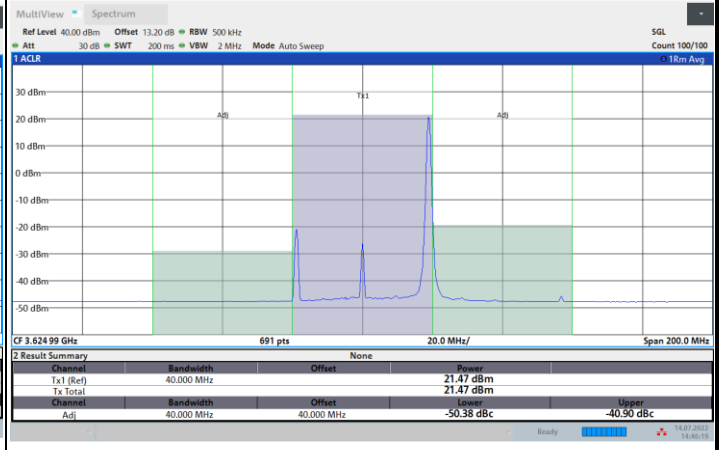 MultiView Spectrum
Ref Level 40.00 dBm Offset 13.20 dB RBW 500 kHz SGL
Att 30 dB SWT 200 ms VBW 2 MHz Mode Auto Sweep Count 100/100
1 ACLR 1Rm Avg
30 dBm
Tx1
Adj Adj
20 dBm
10 dBm
0 dBm
-10 dBm
-20 dBm
-30 dBm
-40 dBm
-50 dBm
CF 3.624 99 GHz 691 pts 20.0 MHz/ Span 200.0 MHz
2 Result Summary None
Channel Bandwidth Offset Power
Tx1 (Ref) 40.000 MHz 21.47 dBm
Tx Total 21.47 dBm
Channel Bandwidth Offset Lower Upper
Adj 40.000 MHz 40.000 MHz -50.38 dBc -40.90 dBc
Ready 14.07.2022
14:46:19